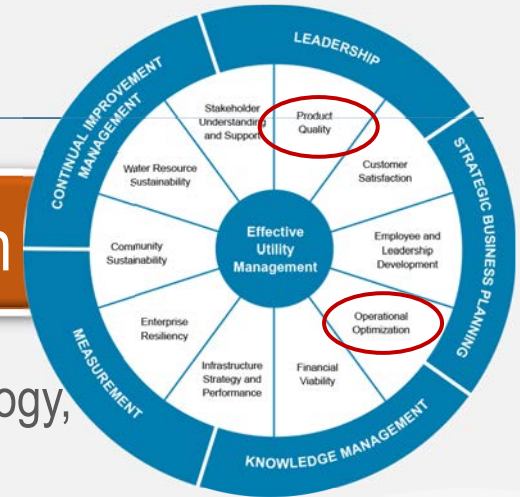 LEADERSHIP
STRATEGIC BUSINESS PLANNING
KNOWLEDGE MANAGEMENT
MEASUREMENT
CONTINUAL IMPROVEMENT
MANAGEMENT
Product
Quality
Customer
Satisfaction
Employee and
Leadership
Development
Operational
Optimization
Financial
Viability
Infrastructure
Strategy and
Performance
Enterprise
Resiliency
Community
Sustainability
Water Resource
Sustainability
Stakeholder
Understanding
and Support
Effective
Utility
Management
n
ogy,